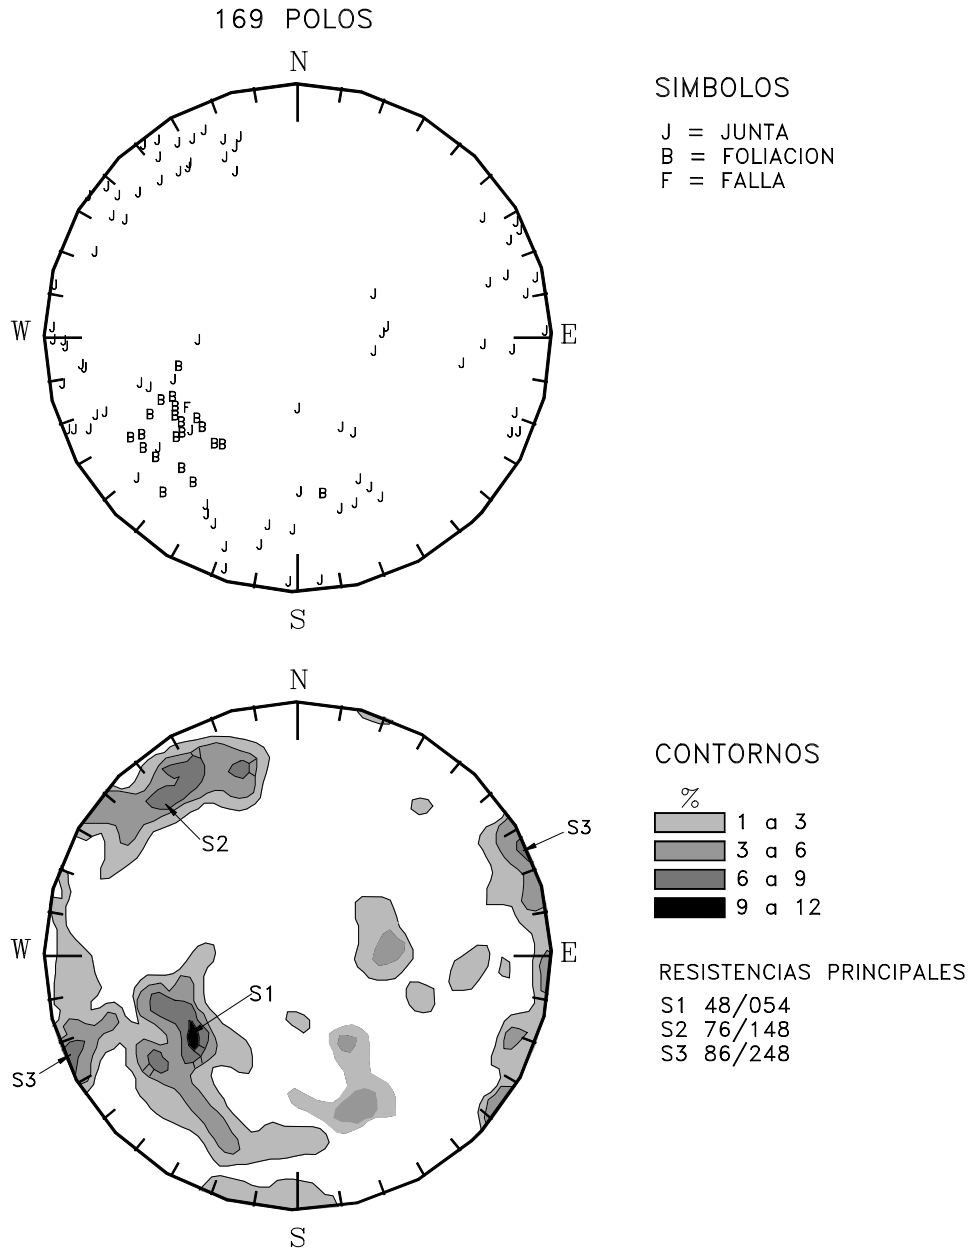 169 POLOS
N
W
E
S
SIMBOLOS
J = JUNTA
B = FOLIACION
F = FALLA
N
W
E
S
S1
S2
S3
S3
CONTORNOS
%
1 a 3
3 a 6
6 a 9
9 a 12
RESISTENCIAS PRINCIPALES
S1 48/054
S2 76/148
S3 86/248